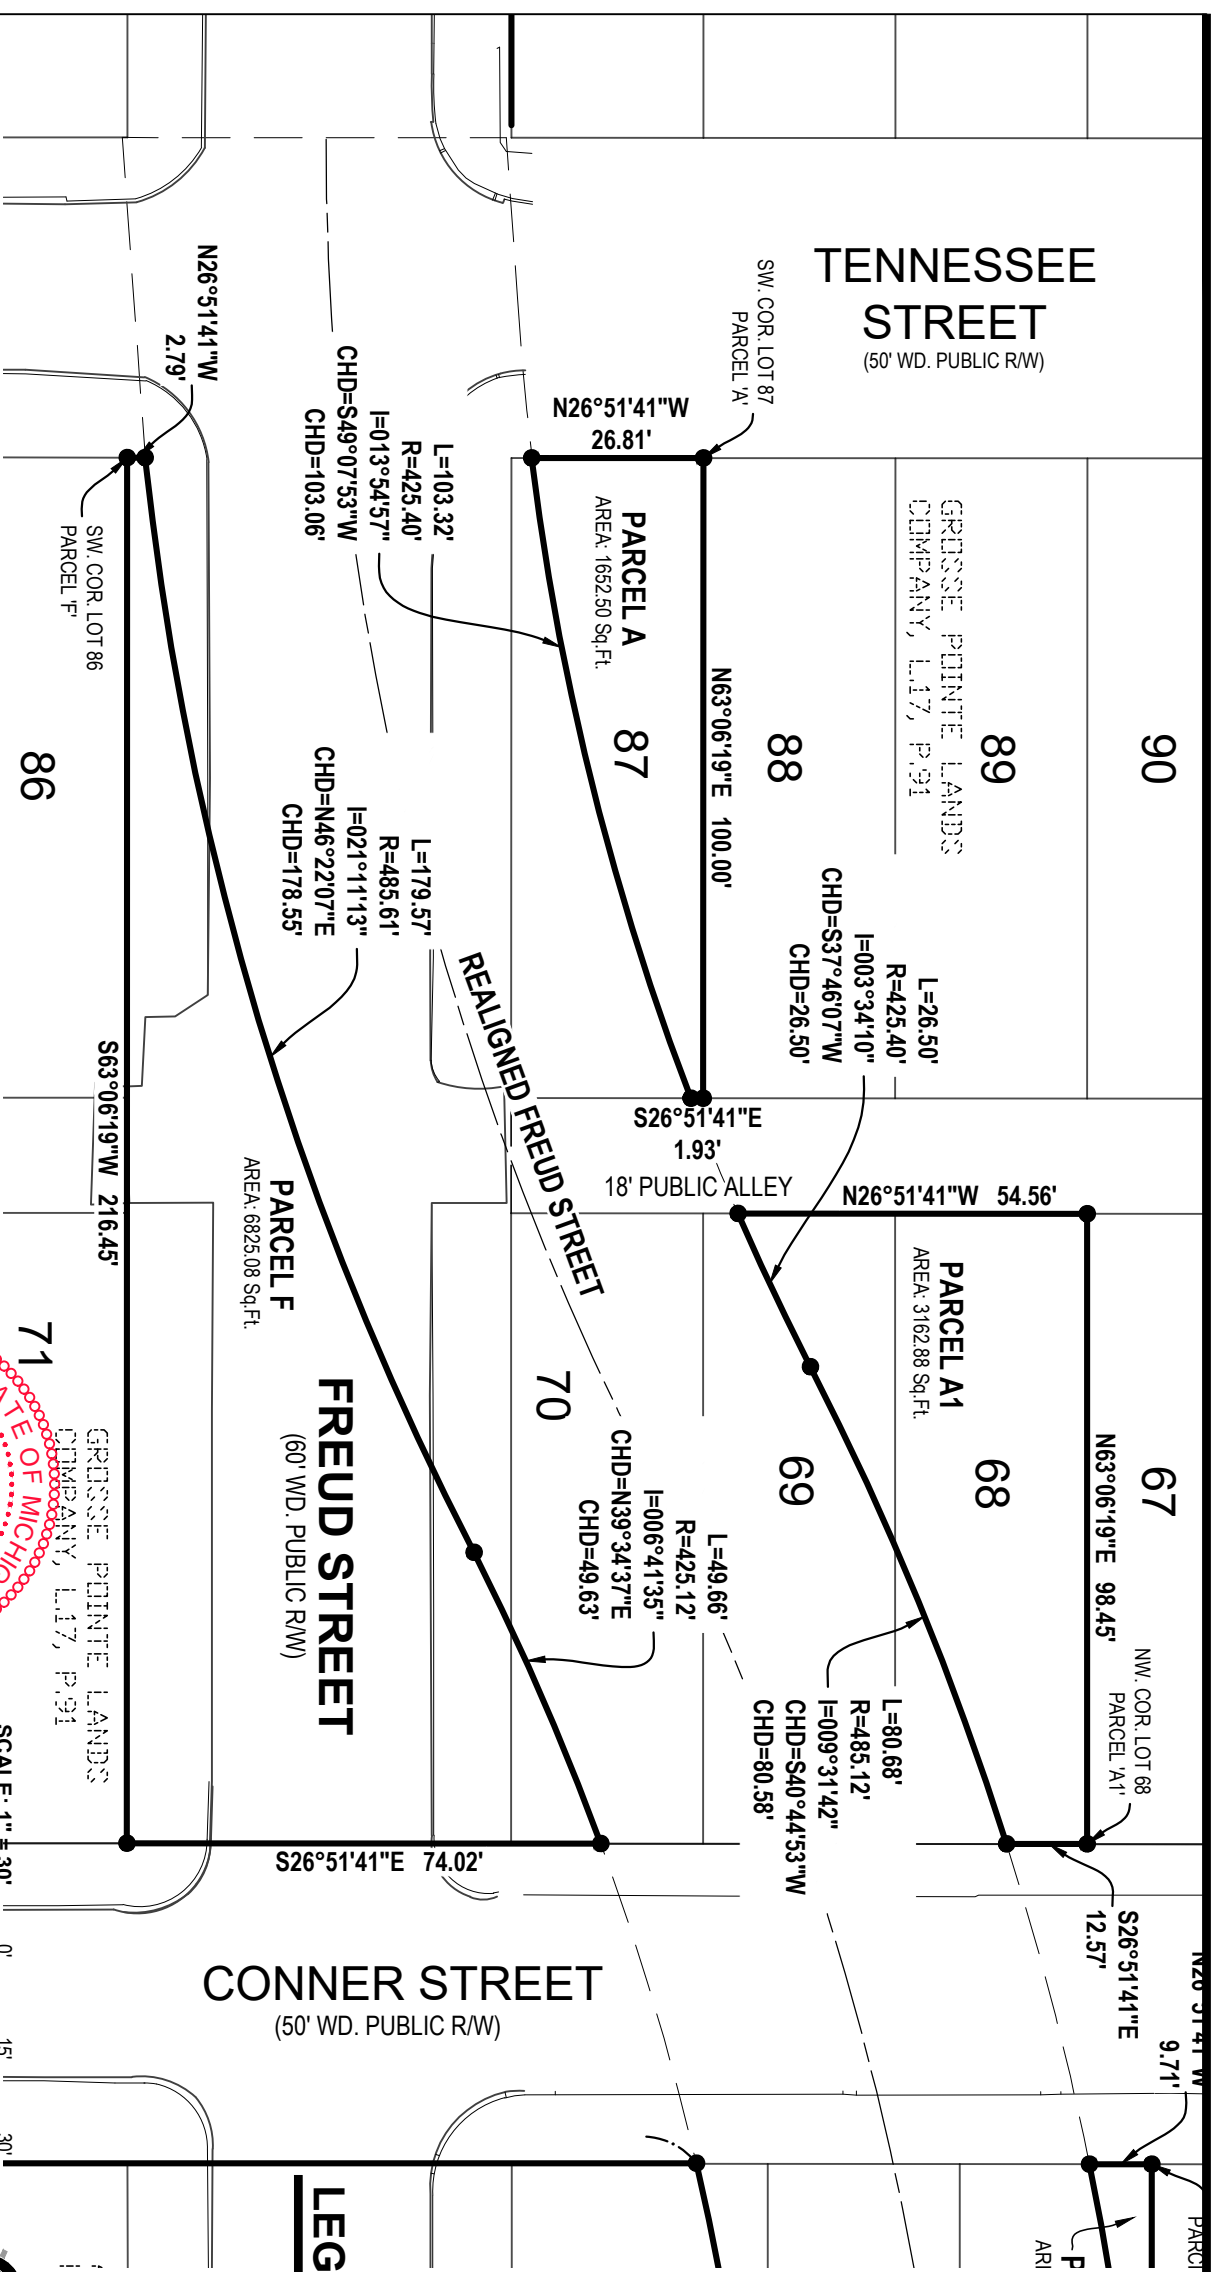 TENNESSEE
STREET
(50' WD. PUBLIC R/W)
SW. COR. LOT 87
PARCEL 'A'
N26°51'41"W
26.81'
N26°51'41"W
2.79'
L=103.32'
R=425.40'
I=013°54'57"
CHD=S49°07'53"W
CHD=103.06'
PARCEL A
AREA: 1652.50 Sq.Ft.
GROSSE POINTE LANDS
COMPANY, L.17, P.91
SW. COR. LOT 86
PARCEL 'F'
N63°06'19"E 100.00'
90
89
88
87
86
L=179.57'
R=485.61'
I=021°11'13"
CHD=N46°22'07"E
CHD=178.55'
L=26.50'
R=425.40'
I=003°34'10"
CHD=S37°46'07"W
CHD=26.50'
REALIGNED FREUD STREET
S26°51'41"E
1.93'
18' PUBLIC ALLEY
N26°51'41"W 54.56'
S63°06'19"W 216.45'
PARCEL F
AREA: 6825.08 Sq.Ft.
PARCEL A1
AREA: 3162.88 Sq.Ft.
FREUD STREET
(60' WD. PUBLIC R/W)
67
68
69
70
71
N63°06'19"E 98.45'
L=49.66'
R=425.12'
I=006°41'35"
CHD=N39°34'37"E
CHD=49.63'
GROSSE POINTE LANDS
COMPANY, L.17, P.91
NW. COR. LOT 68
PARCEL 'A1'
L=80.68'
R=485.12'
I=009°31'42"
CHD=S40°44'53"W
CHD=80.58'
S26°51'41"E 74.02'
S26°51'41"E
12.57'
CONNER STREET
(50' WD. PUBLIC R/W)
N26°51'41"W
9.71'
SCALE: 1" = 30'
0' 15' 30'
OF